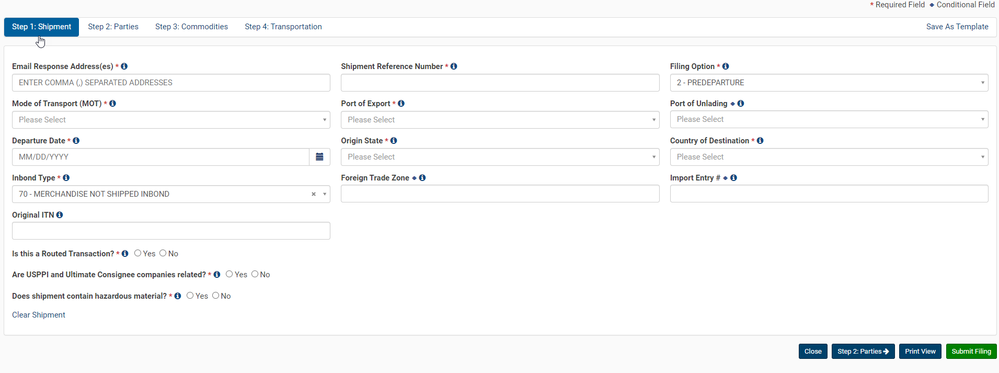 * Required Field ◆ Conditional Field
Step 1: Shipment Step 2: Parties Step 3: Commodities Step 4: Transportation Save As Template
Email Response Address(es) * Shipment Reference Number * Filing Option *
ENTER COMMA (,) SEPARATED ADDRESSES 2 - PREDEPARTURE
Mode of Transport (MOT) * Port of Export * Port of Unlading ◆
Please Select Please Select Please Select
Departure Date * Origin State * Country of Destination *
MM/DD/YYYY Please Select Please Select
Inbond Type * Foreign Trade Zone ◆ Import Entry # ◆
70 - MERCHANDISE NOT SHIPPED INBOND ×
Original ITN
Is this a Routed Transaction? * Yes No
Are USPPI and Ultimate Consignee companies related? * Yes No
Does shipment contain hazardous material? * Yes No
Clear Shipment
Close Step 2: Parties → Print View Submit Filing